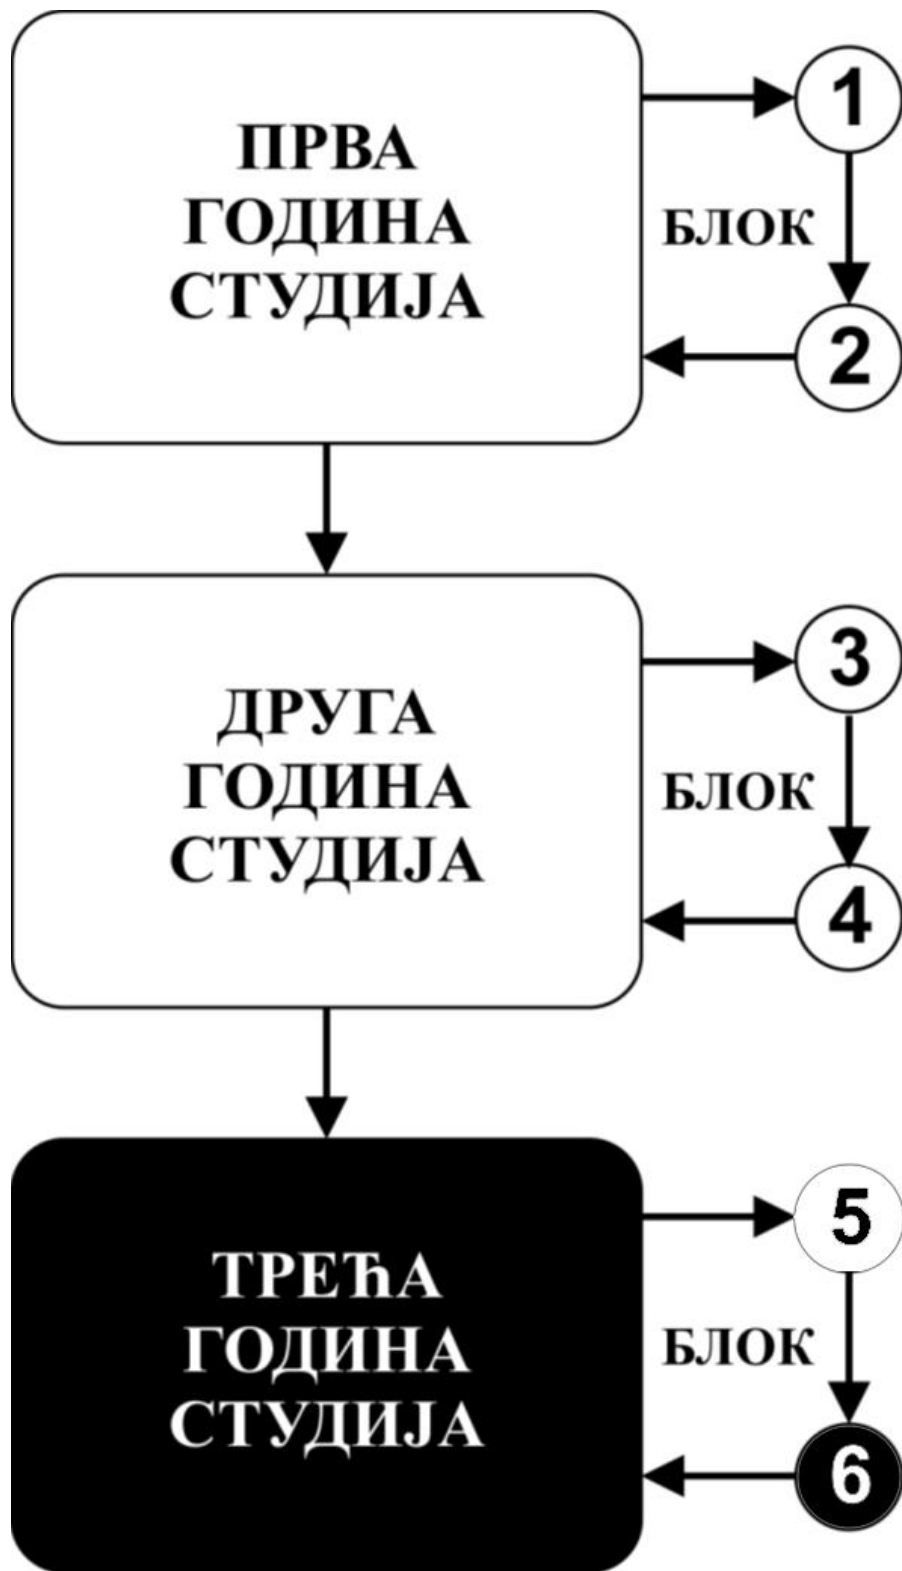 ПРВА
ГОДИНА
СТУДИЈА
1
БЛОК
2
ДРУГА
ГОДИНА
СТУДИЈА
3
БЛОК
4
ТРЕЋА
ГОДИНА
СТУДИЈА
5
БЛОК
6